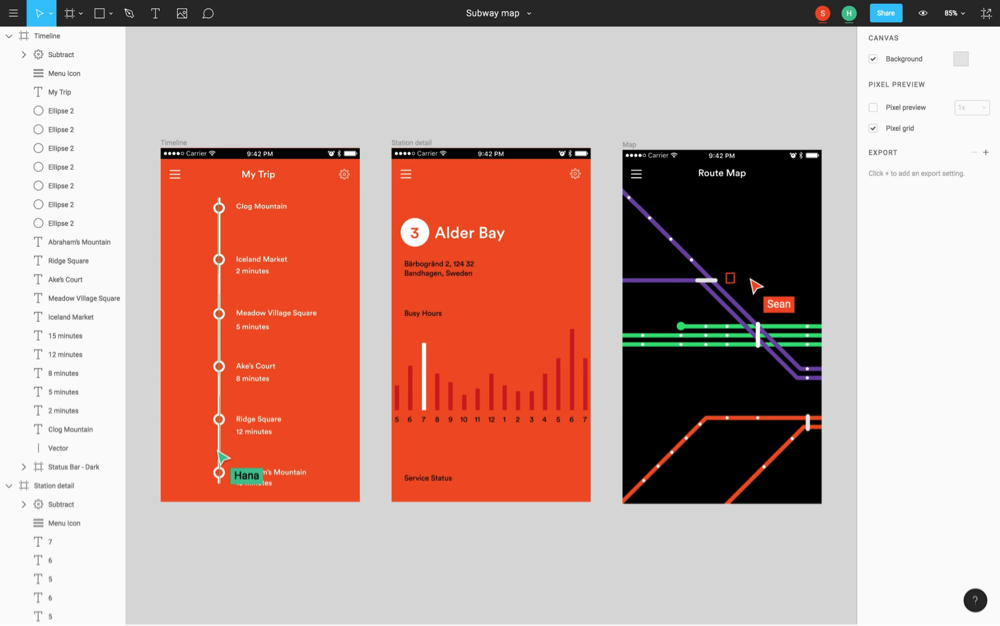 Subway map
S
H
Share
85%
Timeline
Subtract
Menu Icon
My Trip
Ellipse 2
Ellipse 2
Ellipse 2
Ellipse 2
Ellipse 2
Ellipse 2
Ellipse 2
Abraham's Mountain
Ridge Square
Ake's Court
Meadow Village Square
Iceland Market
15 minutes
12 minutes
8 minutes
5 minutes
2 minutes
Clog Mountain
Vector
Status Bar - Dark
Station detail
Subtract
Menu Icon
7
6
5
6
5
Timeline
Carrier
9:42 PM
My Trip
Clog Mountain
Iceland Market
2 minutes
Meadow Village Square
5 minutes
Ake's Court
8 minutes
Ridge Square
12 minutes
Hana
m's Mountain
minutes
Station detail
Carrier
9:42 PM
3 Alder Bay
Bärbogränd 2, 124 32
Bandhagen, Sweden
Busy Hours
5 6 7 8 9 10 11 12 1 2 3 4 5 6 7
Service Status
Map
Carrier
9:42 PM
Route Map
Sean
CANVAS
Background
PIXEL PREVIEW
Pixel preview
1x
Pixel grid
EXPORT
Click + to add an export setting.
?